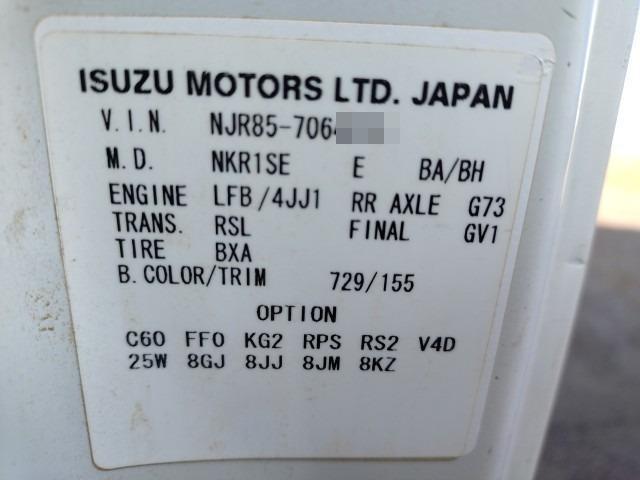 ISUZU MOTORS LTD. JAPAN
V.I.N. NJR85-706
M.D. NKR1SE E BA/BH
ENGINE LFB/4JJ1 RR AXLE G73
TRANS. RSL FINAL GV1
TIRE BXA
B.COLOR/TRIM 729/155
OPTION
C60 FF0 KG2 RPS RS2 V4D
25W 8GJ 8JJ 8JM 8KZ